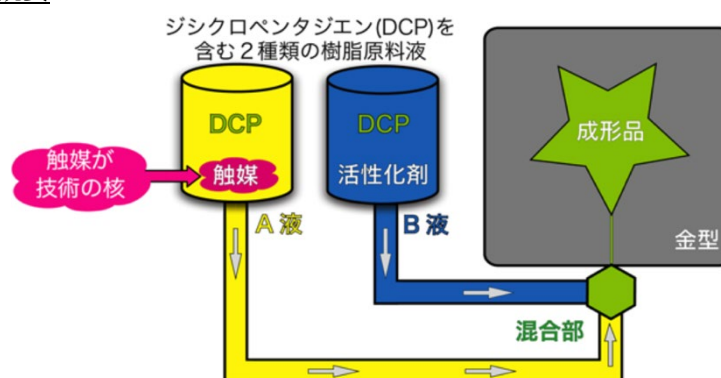 ジシクロペンタジエン(DCP)を
含む２種類の樹脂原料液
DCP
DCP
成形品
触媒が
技術の核
触媒
活性化剤
A液
B液
金型
混合部